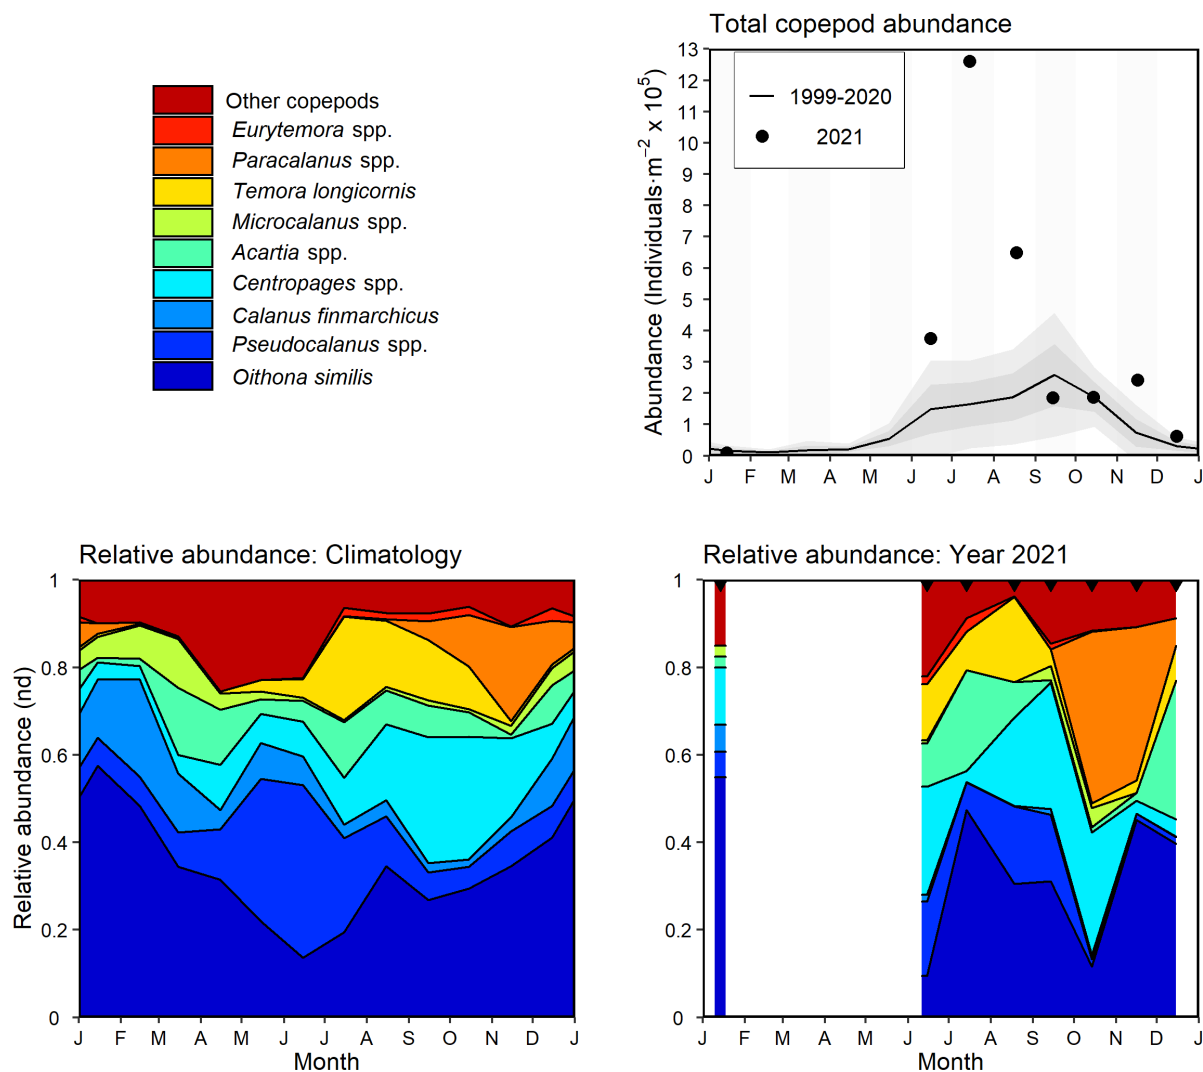 Total copepod abundance
Abundance (Individuals·m⁻² x 10⁵)
13
12
11
10
9
8
7
6
5
4
3
2
1
0
1999-2020
2021
J F M A M J J A S O N D J
Other copepods
Eurytemora spp.
Paracalanus spp.
Temora longicornis
Microcalanus spp.
Acartia spp.
Centropages spp.
Calanus finmarchicus
Pseudocalanus spp.
Oithona similis
Relative abundance: Climatology
Relative abundance (nd)
1
0.8
0.6
0.4
0.2
0
J F M A M J J A S O N D J
Month
Relative abundance: Year 2021
1
0.8
0.6
0.4
0.2
0
J F M A M J J A S O N D J
Month